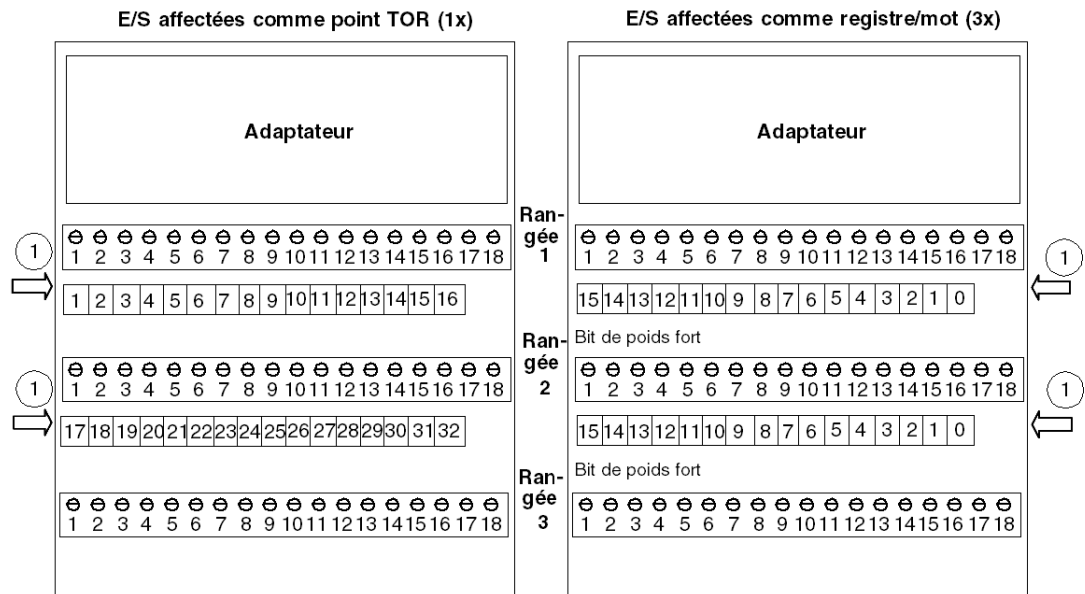 E/S affectées comme point TOR (1x)
E/S affectées comme registre/mot (3x)
Adaptateur
Adaptateur
Ran-
gée
1
1
1 2 3 4 5 6 7 8 9 10 11 12 13 14 15 16 17 18
1 2 3 4 5 6 7 8 9 10 11 12 13 14 15 16 17 18
1
1 2 3 4 5 6 7 8 9 10 11 12 13 14 15 16
15 14 13 12 11 10 9 8 7 6 5 4 3 2 1 0
Bit de poids fort
Ran-
gée
2
1
1 2 3 4 5 6 7 8 9 10 11 12 13 14 15 16 17 18
1 2 3 4 5 6 7 8 9 10 11 12 13 14 15 16 17 18
1
17 18 19 20 21 22 23 24 25 26 27 28 29 30 31 32
15 14 13 12 11 10 9 8 7 6 5 4 3 2 1 0
Bit de poids fort
Ran-
gée
3
1 2 3 4 5 6 7 8 9 10 11 12 13 14 15 16 17 18
1 2 3 4 5 6 7 8 9 10 11 12 13 14 15 16 17 18